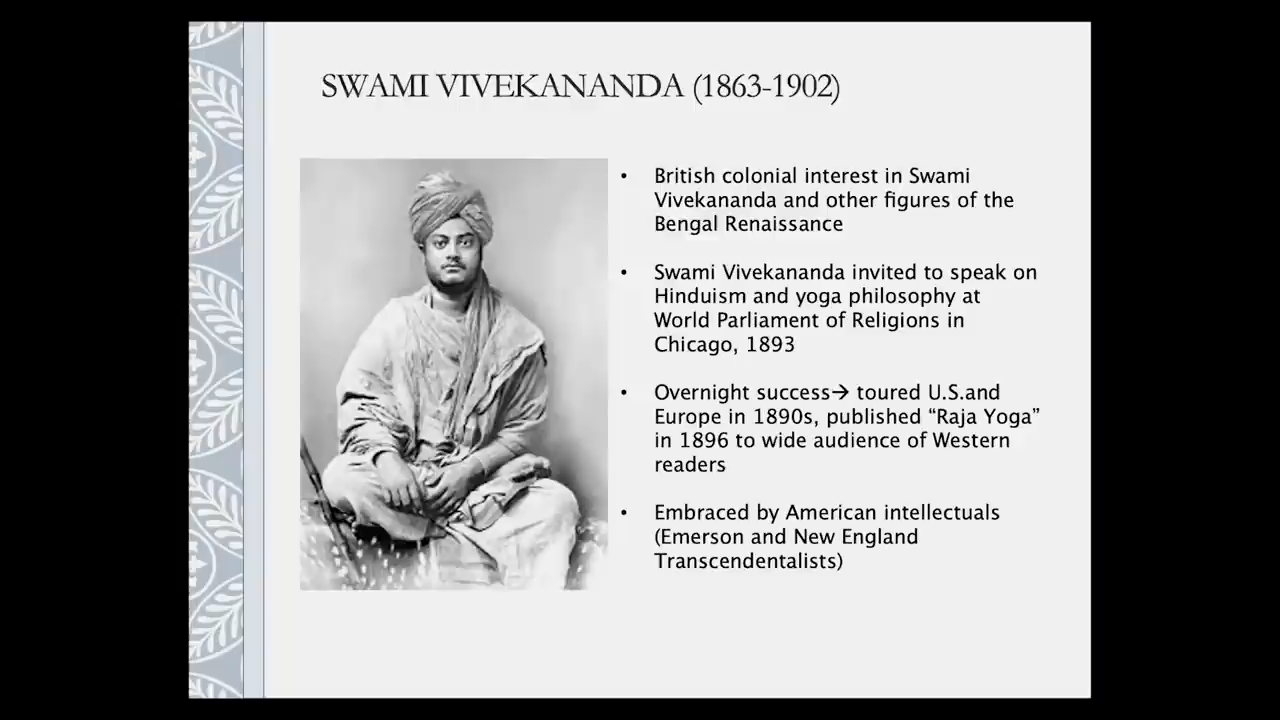 SWAMI VIVEKANANDA (1863-1902)
• British colonial interest in Swami
Vivekananda and other figures of the
Bengal Renaissance
• Swami Vivekananda invited to speak on
Hinduism and yoga philosophy at
World Parliament of Religions in
Chicago, 1893
• Overnight success→ toured U.S.and
Europe in 1890s, published “Raja Yoga”
in 1896 to wide audience of Western
readers
• Embraced by American intellectuals
(Emerson and New England
Transcendentalists)